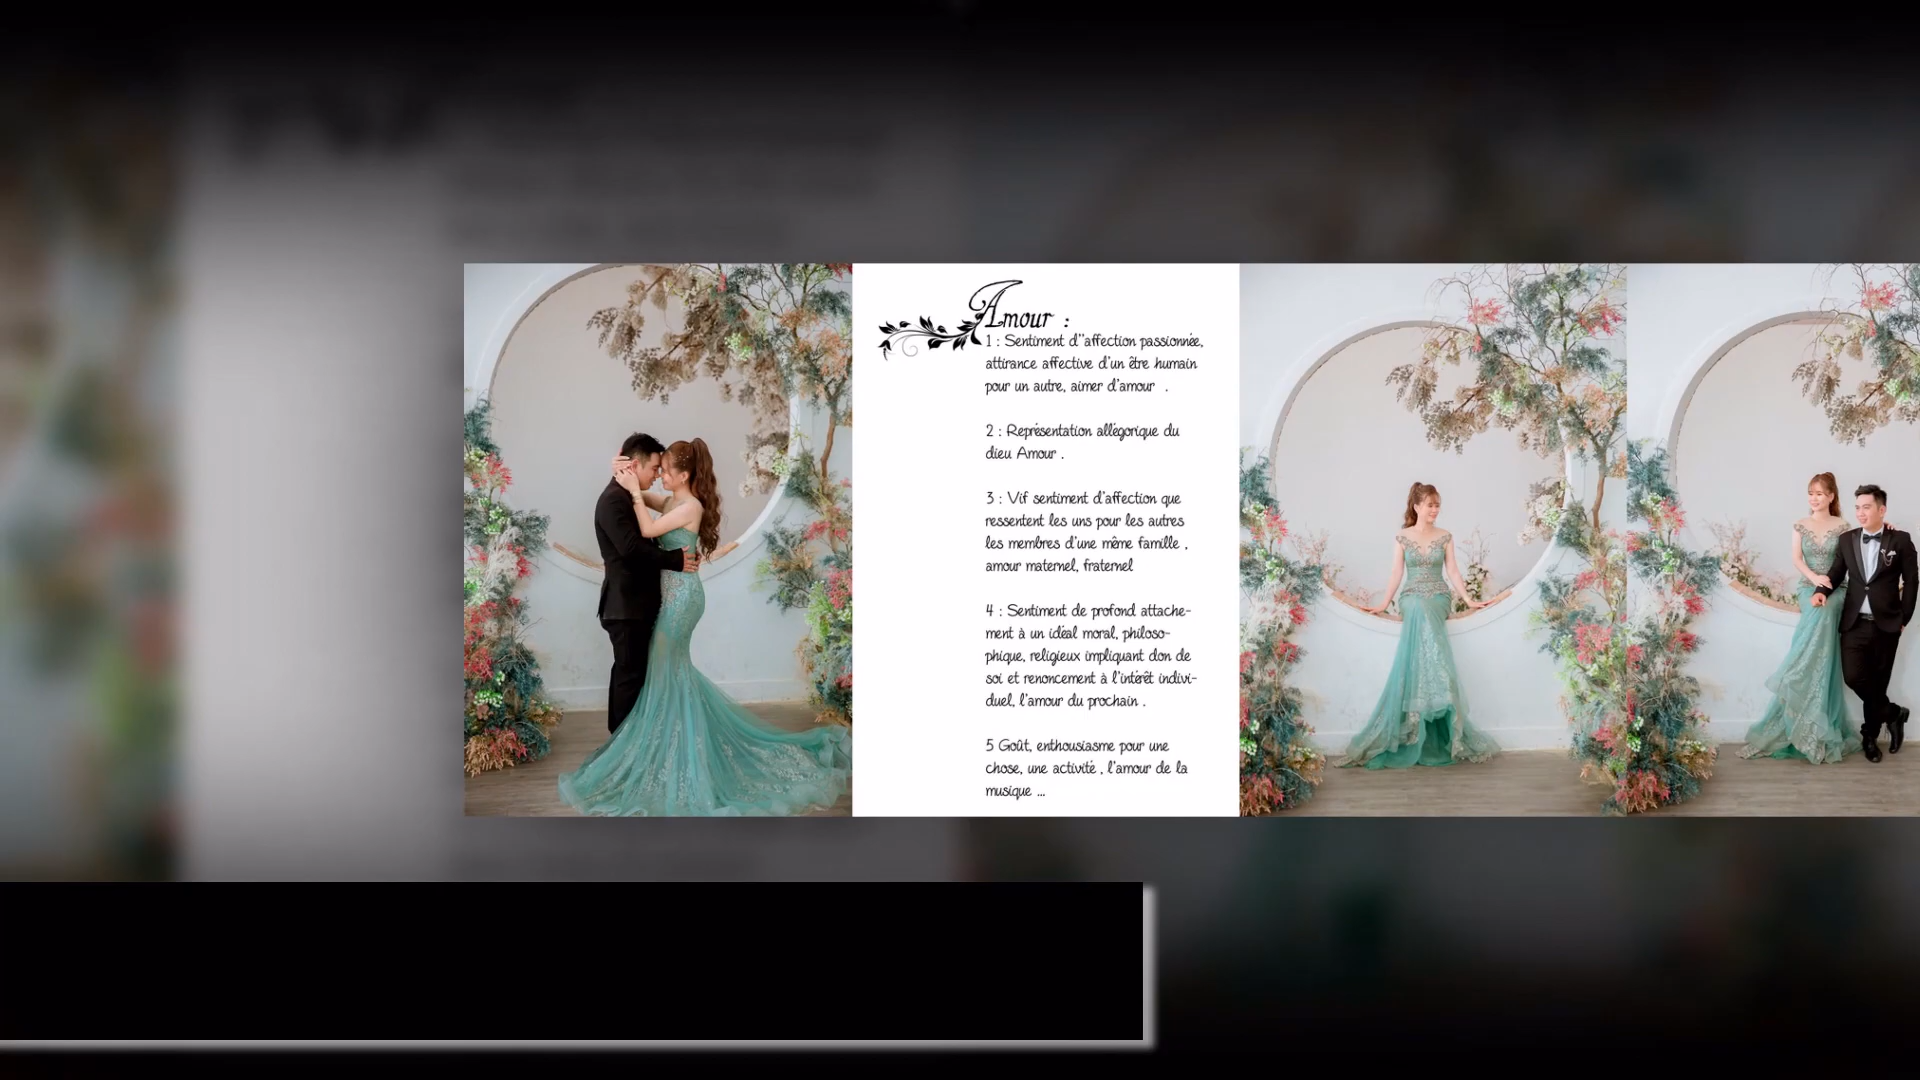 Amour :
1 : Sentiment d''affection passionnée,
attirance affective d'un être humain
pour un autre, aimer d'amour .
2 : Représentation allégorique du
dieu Amour .
3 : Vif sentiment d'affection que
ressentent les uns pour les autres
les membres d'une même famille ,
amour maternel, fraternel
4 : Sentiment de profond attache-
ment à un idéal moral, philoso-
phique, religieux impliquant don de
soi et renoncement à l'intérêt indivi-
duel, l'amour du prochain .
5 Goût, enthousiasme pour une
chose, une activité , l'amour de la
musique ...